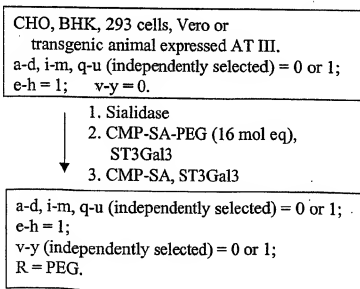 CHO, BHK, 293 cells, Vero or
transgenic animal expressed AT III.
a-d, i-m, q-u (independently selected) = 0 or 1;
e-h = 1; v-y = 0.
1. Sialidase
2. CMP-SA-PEG (16 mol eq),
ST3Gal3
3. CMP-SA, ST3Gal3
a-d, i-m, q-u (independently selected) = 0 or 1;
e-h = 1;
v-y (independently selected) = 0 or 1;
R = PEG.